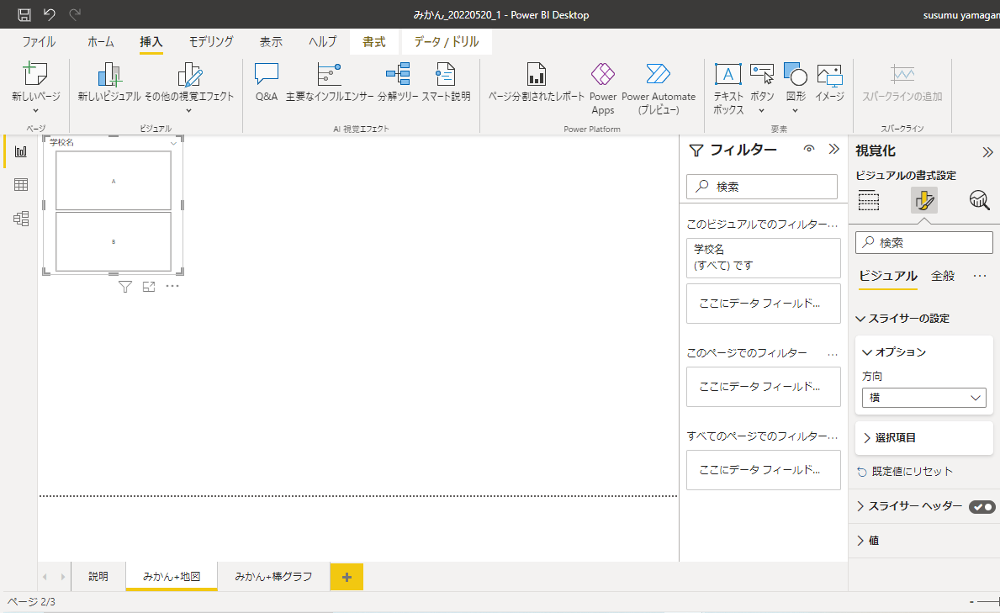 みかん_20220520_1 - Power BI Desktop
susumu yamagam
ファイル ホーム 挿入 モデリング 表示 ヘルプ 書式 データ / ドリル
新しいページ
新しいビジュアル
その他の視覚エフェクト
Q&A
主要なインフルエンサー
分解ツリー
スマート説明
ページ分割されたレポート
Power Apps
Power Automate (プレビュー)
テキスト ボックス
ボタン
図形
イメージ
スパークラインの追加
ページ
ビジュアル
AI 視覚エフェクト
Power Platform
要素
スパークライン
学校名
A
B
フィルター
検索
このビジュアルでのフィルター...
学校名
(すべて) です
ここにデータ フィールド...
このページでのフィルター ...
ここにデータ フィールド...
すべてのページでのフィルター...
ここにデータ フィールド...
視覚化
ビジュアルの書式設定
検索
ビジュアル 全般 ...
スライサーの設定
オプション
方向
横
選択項目
既定値にリセット
スライサー ヘッダー
値
説明
みかん+地図
みかん+棒グラフ
ページ 2/3